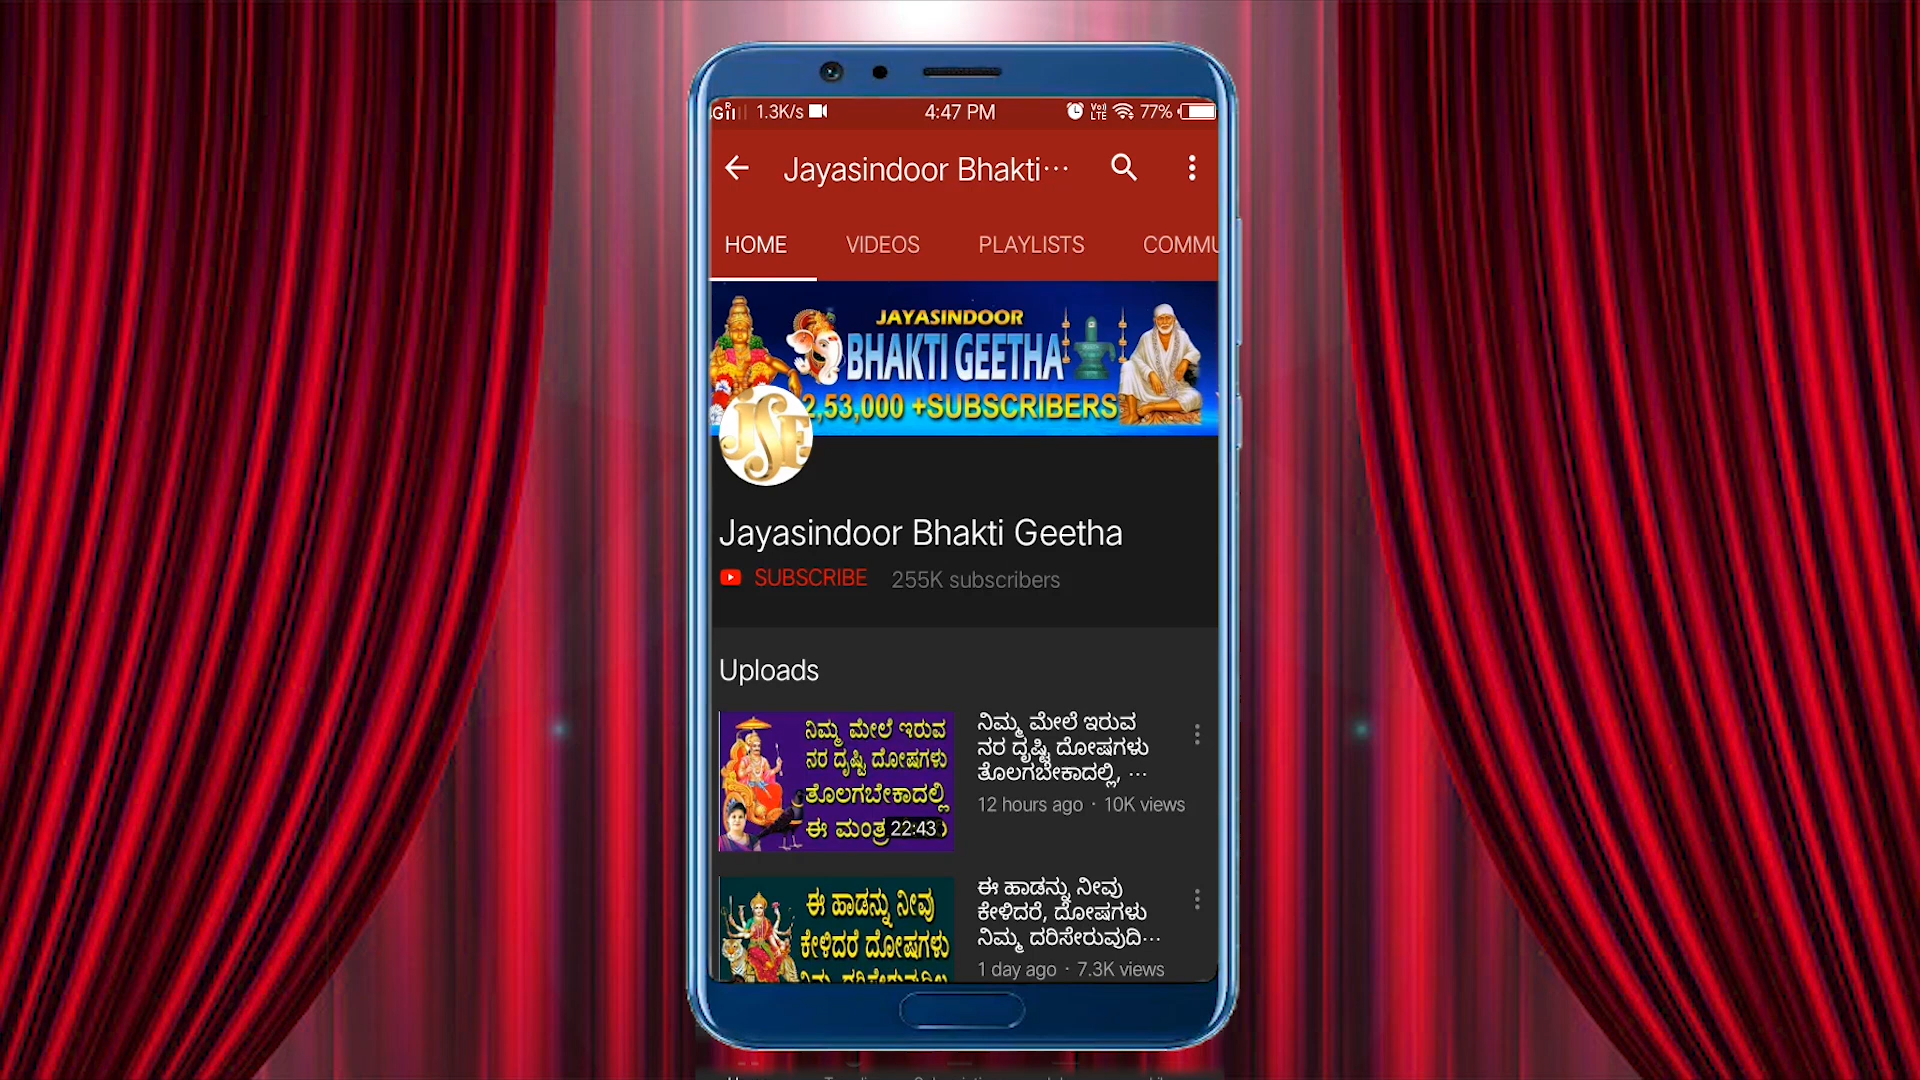 1.3K/s
4:47 PM
77%
Jayasindoor Bhakti...
HOME
VIDEOS
PLAYLISTS
COMMU
JAYASINDOOR
BHAKTI GEETHA
2,53,000 +SUBSCRIBERS
JSE
Jayasindoor Bhakti Geetha
SUBSCRIBE
255K subscribers
Uploads
ನಿಮ್ಮ ಮೇಲೆ ಇರುವ
ನರ ದೃಷ್ಟಿ ದೋಷಗಳು
ತೊಲಗಬೇಕಾದಲ್ಲಿ
ಈ ಮಂತ್ರ
22:43
ನಿಮ್ಮ ಮೇಲೆ ಇರುವ
ನರ ದೃಷ್ಟಿ ದೋಷಗಳು
ತೊಲಗಬೇಕಾದಲ್ಲಿ, ...
12 hours ago · 10K views
ಈ ಹಾಡನ್ನು ನೀವು
ಕೇಳಿದರೆ ದೋಷಗಳು
ಈ ಹಾಡನ್ನು ನೀವು
ಕೇಳಿದರೆ, ದೋಷಗಳು
ನಿಮ್ಮ ದರಿಸೇರುವುದಿ...
1 day ago · 7.3K views